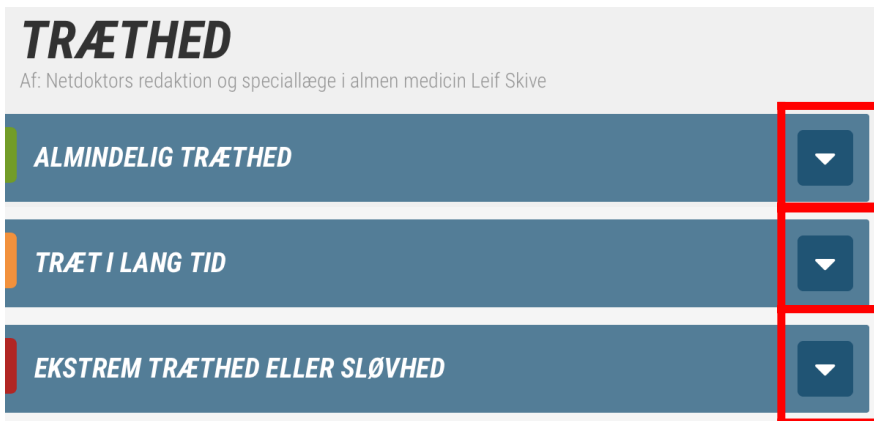 TRÆTHED
Af: Netdoktors redaktion og speciallæge i almen medicin Leif Skive
ALMINDELIG TRÆTHED
TRÆT I LANG TID
EKSTREM TRÆTHED ELLER SLØVHED